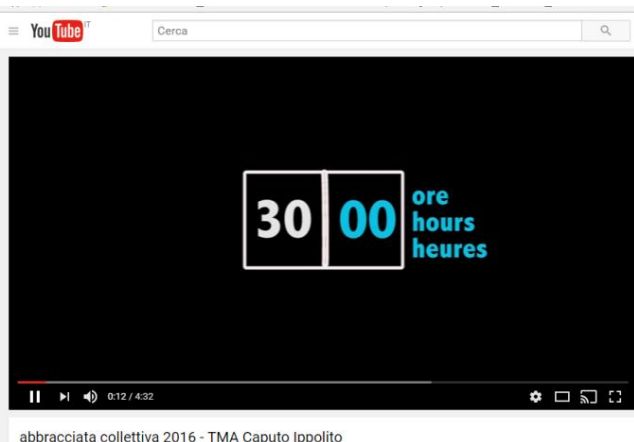 YouTube IT
Cerca
30 00 ore
hours
heures
0:12 / 4:32
abbracciata collettiva 2016 - TMA Caputo Ippolito